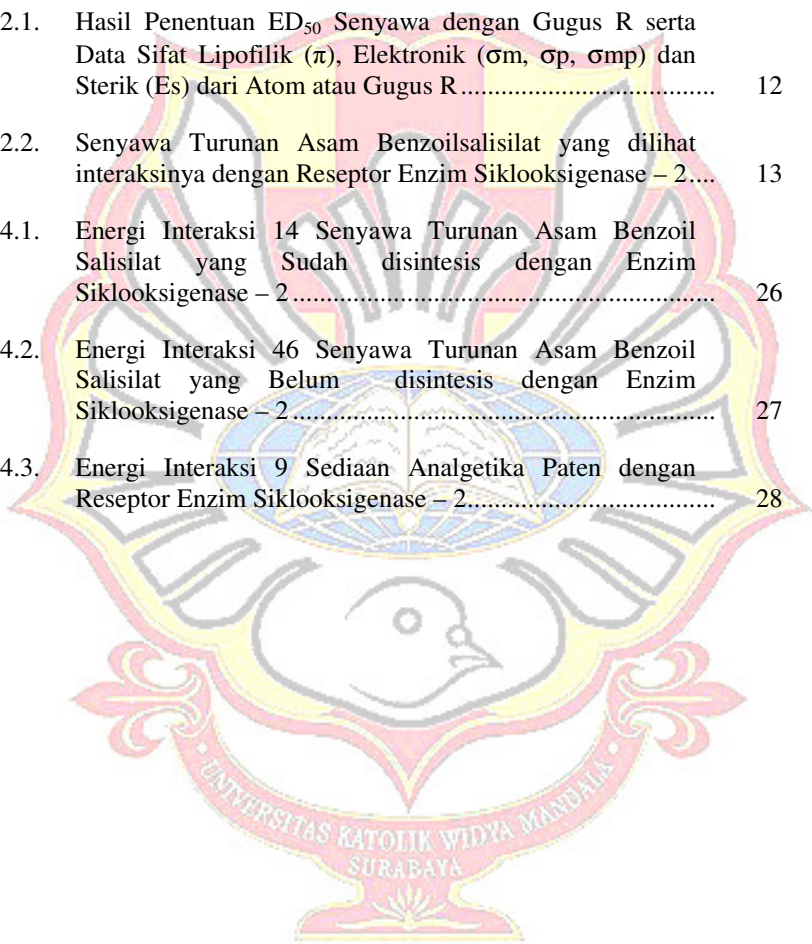 2.1. Hasil Penentuan ED₅₀ Senyawa dengan Gugus R serta
Data Sifat Lipofilik (π), Elektronik (σm, σp, σmp) dan
Sterik (Es) dari Atom atau Gugus R..................................... 12
2.2. Senyawa Turunan Asam Benzoilsalisilat yang dilihat
interaksinya dengan Reseptor Enzim Siklooksigenase – 2.... 13
4.1. Energi Interaksi 14 Senyawa Turunan Asam Benzoil
Salisilat yang Sudah disintesis dengan Enzim
Siklooksigenase – 2............................................................. 26
4.2. Energi Interaksi 46 Senyawa Turunan Asam Benzoil
Salisilat yang Belum disintesis dengan Enzim
Siklooksigenase – 2............................................................. 27
4.3. Energi Interaksi 9 Sediaan Analgetika Paten dengan
Reseptor Enzim Siklooksigenase – 2.................................... 28
UNIVERSITAS KATOLIK WIDYA MANDALA
SURABAYA